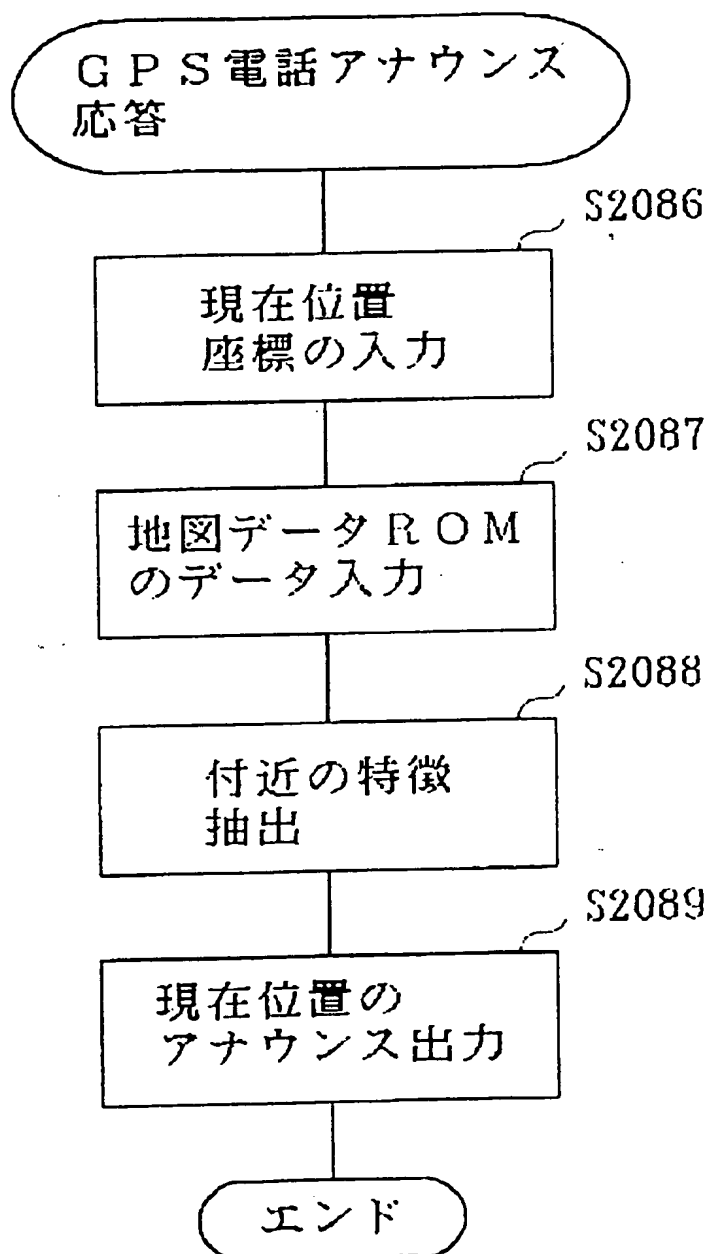 GPS電話アナウンス
応答
S2086
現在位置
座標の入力
S2087
地図データROM
のデータ入力
S2088
付近の特徴
抽出
S2089
現在位置の
アナウンス出力
エンド